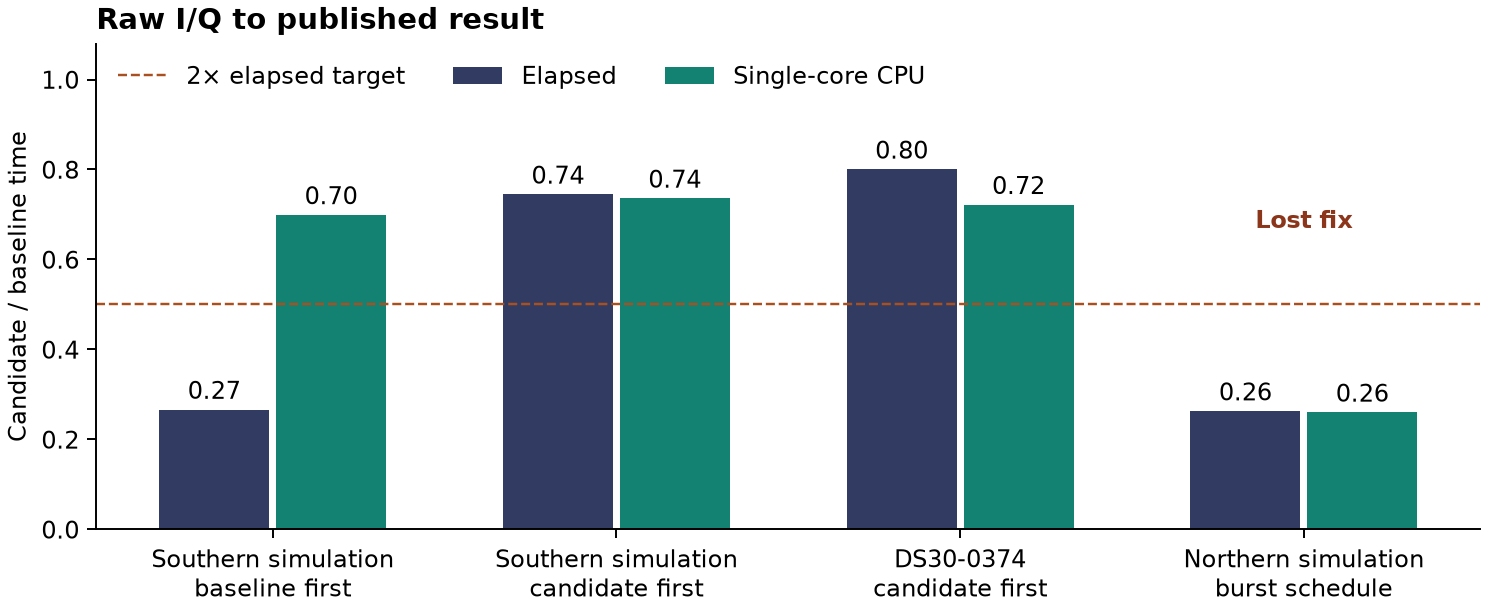 Raw I/Q to published result
2× elapsed target
Elapsed
Single-core CPU
Candidate / baseline time
1.0
0.8
0.6
0.4
0.2
0.0
0.27
0.70
0.74
0.74
0.80
0.72
Lost fix
0.26
0.26
Southern simulation
baseline first
Southern simulation
candidate first
DS30-0374
candidate first
Northern simulation
burst schedule